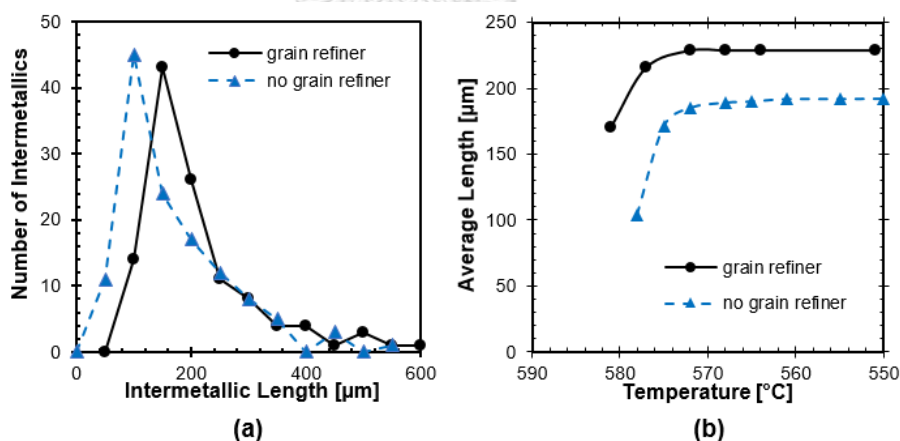 Number of Intermetallics
50
40
30
20
10
0
grain refiner
no grain refiner
0
200
400
600
Intermetallic Length [µm]
(a)
Average Length [µm]
250
200
150
100
50
0
grain refiner
no grain refiner
590
580
570
560
550
Temperature [°C]
(b)